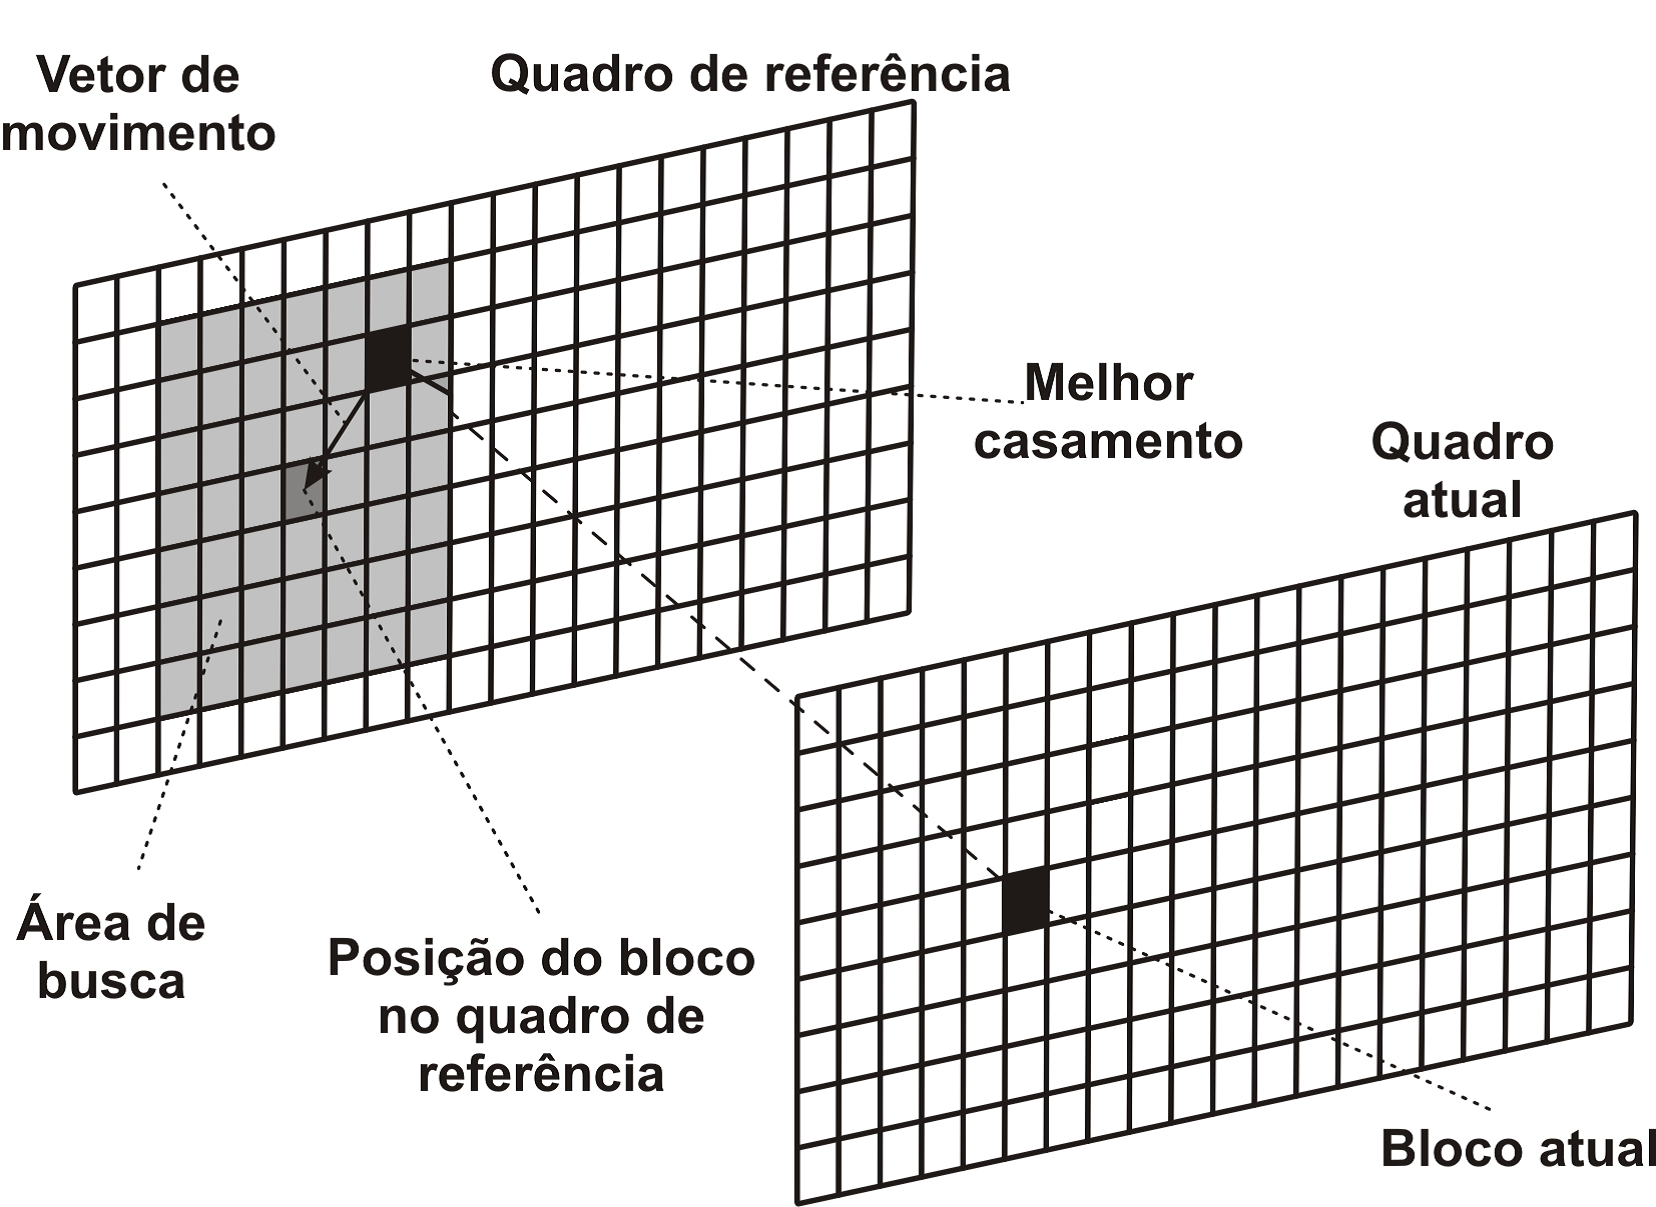 Vetor de
movimento
Quadro de referência
Melhor
casamento
Quadro
atual
Área de
busca
Posição do bloco
no quadro de
referência
Bloco atual